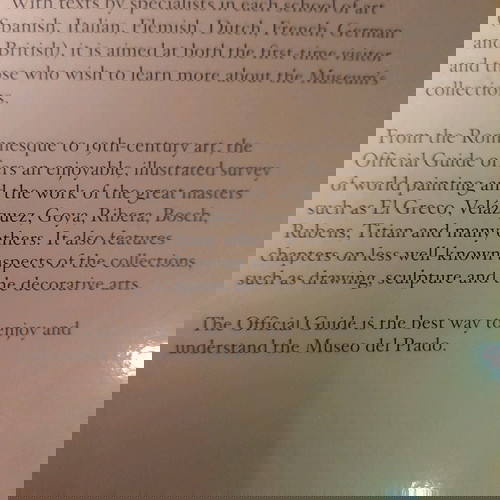 With texts by specialists in each school of art
Spanish, Italian, Flemish, Dutch, French, German
and British), it is aimed at both the first-time visitor
and those who wish to learn more about the Museum's
collections.
From the Romanesque to 19th-century art, the
Official Guide offers an enjoyable, illustrated survey
of world painting and the work of the great masters
such as El Greco, Velázquez, Goya, Ribera, Bosch,
Rubens, Titian and many others. It also features
chapters on less well-known aspects of the collections,
such as drawing, sculpture and the decorative arts.
The Official Guide is the best way to enjoy and
understand the Museo del Prado.